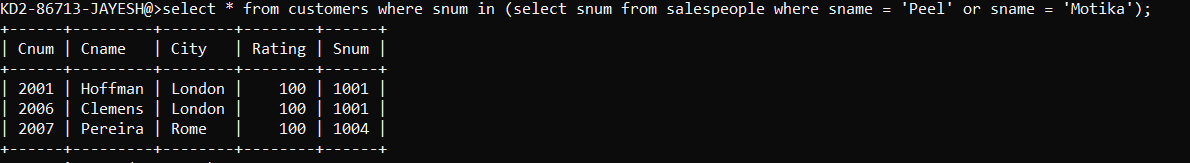 KD2-86713-JAYESH@>select * from customers where snum in (select snum from salespeople where sname = 'Peel' or sname = 'Motika');
+------+---------+--------+--------+------+
| Cnum | Cname   | City   | Rating | Snum |
+------+---------+--------+--------+------+
| 2001 | Hoffman | London |    100 | 1001 |
| 2006 | Clemens | London |    100 | 1001 |
| 2007 | Pereira | Rome   |    100 | 1004 |
+------+---------+--------+--------+------+